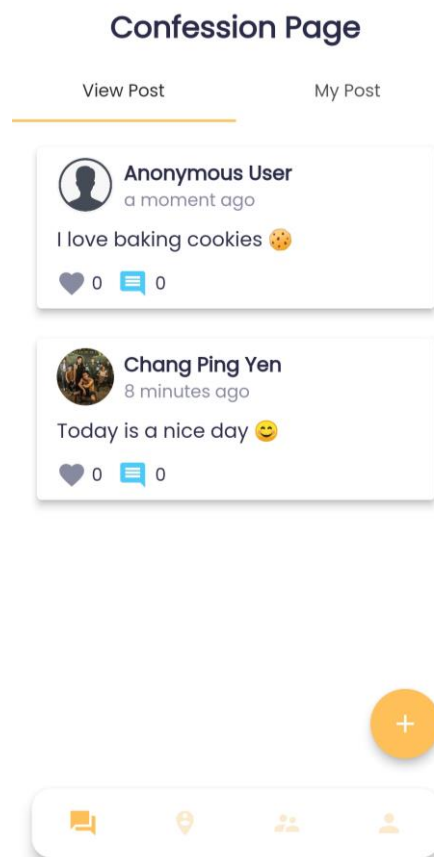 Confession Page
View Post My Post
Anonymous User
a moment ago
I love baking cookies 🍪
0 0
Chang Ping Yen
8 minutes ago
Today is a nice day 😊
0 0
+